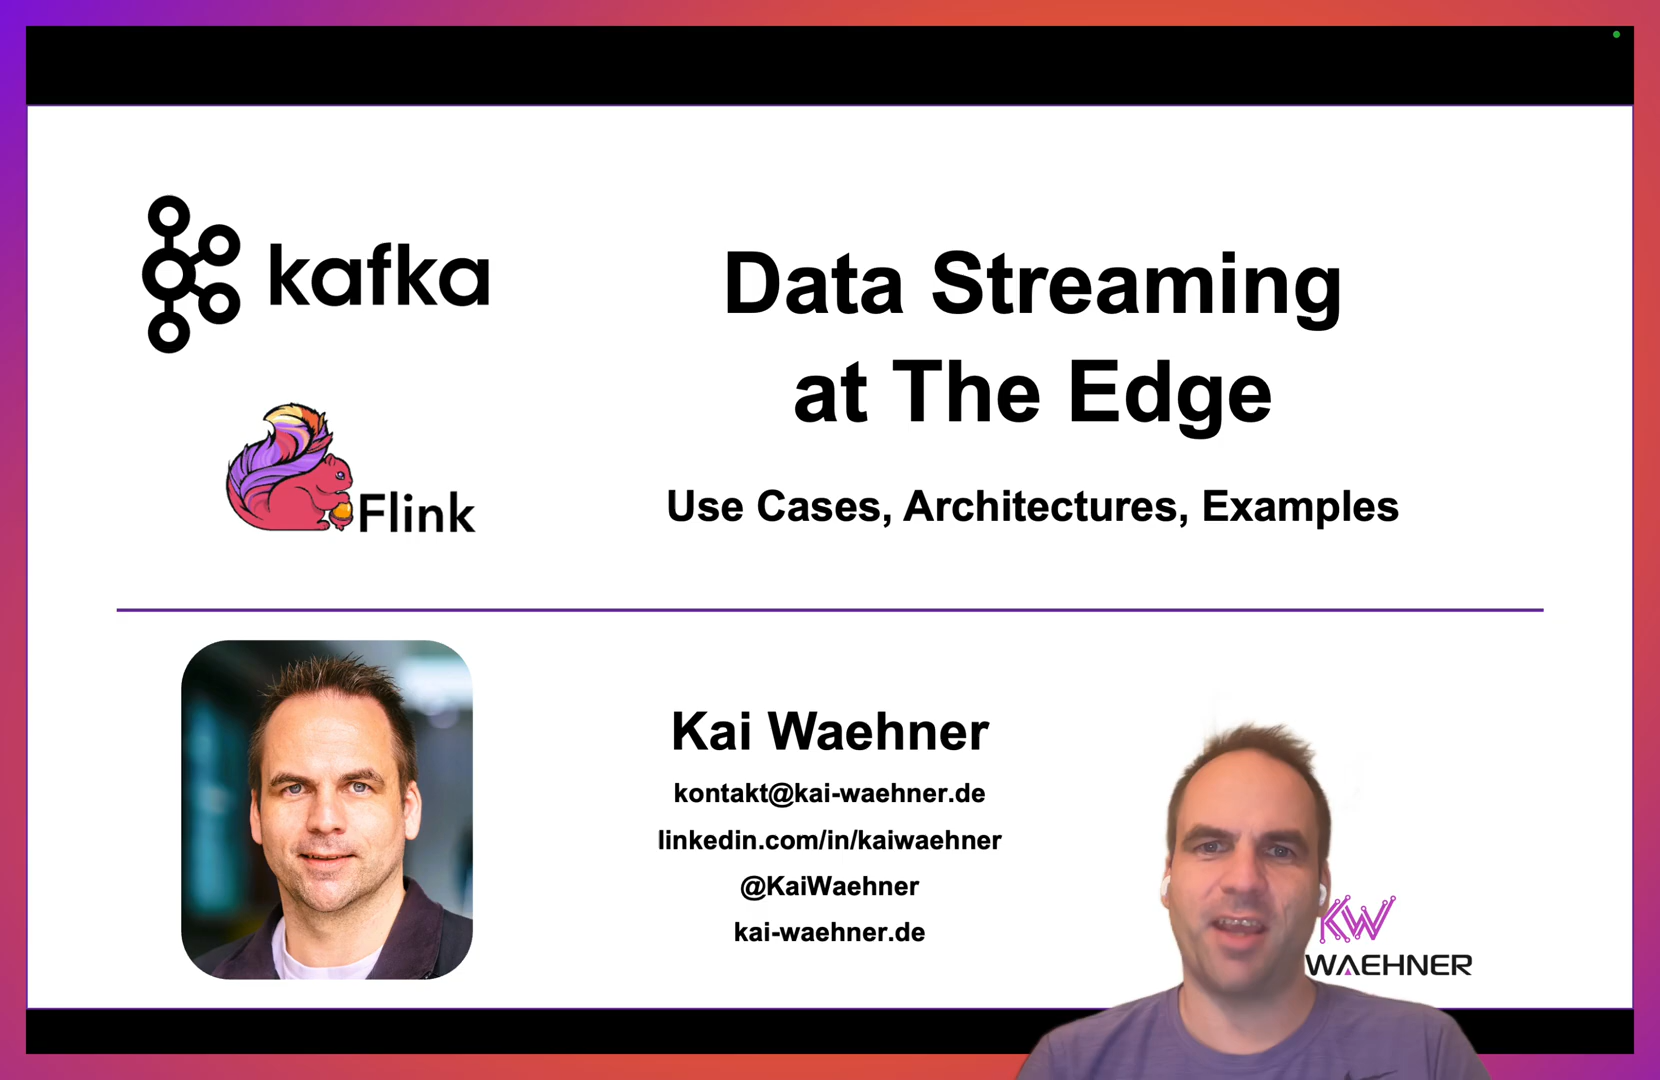 kafka
Data Streaming
at The Edge
Flink
Use Cases, Architectures, Examples
Kai Waehner
kontakt@kai-waehner.de
linkedin.com/in/kaiwaehner
@KaiWaehner
kai-waehner.de
KW
WAEHNER